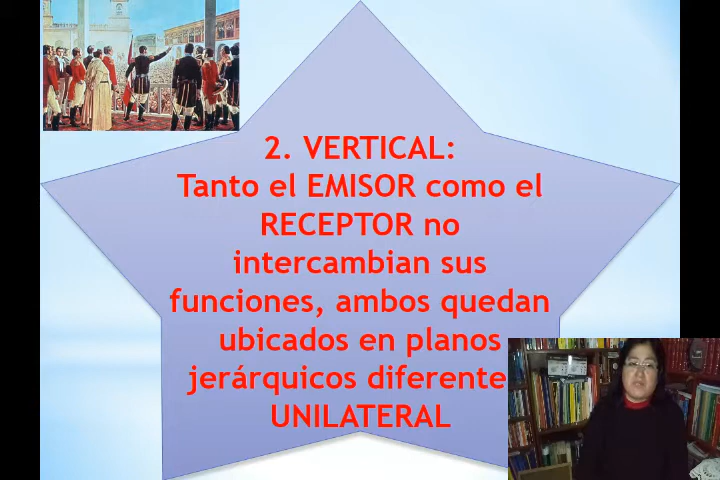 2. VERTICAL:
Tanto el EMISOR como el
RECEPTOR no
intercambian sus
funciones, ambos quedan
ubicados en planos
jerárquicos diferente
UNILATERAL